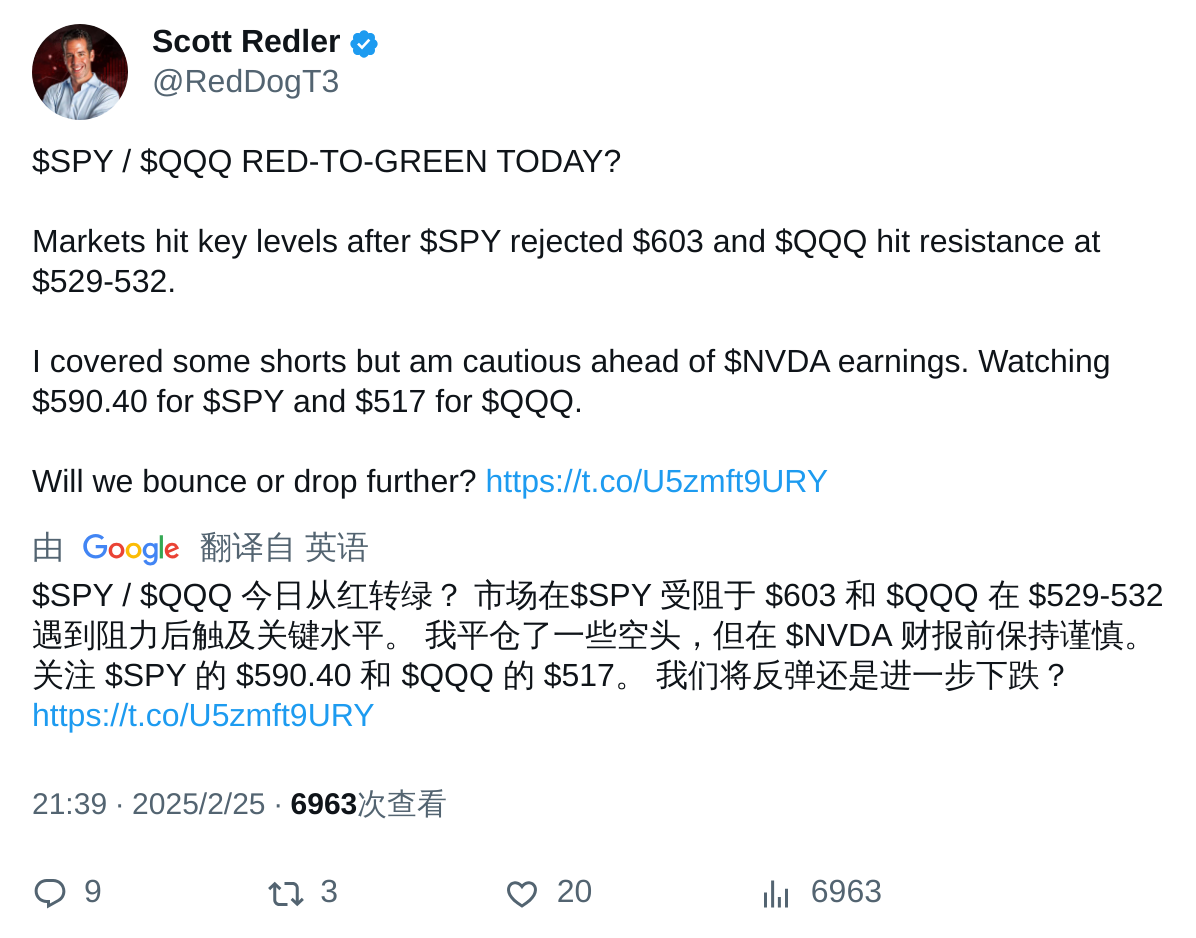 Scott Redler
@RedDogT3
$SPY / $QQQ RED-TO-GREEN TODAY?
Markets hit key levels after $SPY rejected $603 and $QQQ hit resistance at
$529-532.
I covered some shorts but am cautious ahead of $NVDA earnings. Watching
$590.40 for $SPY and $517 for $QQQ.
Will we bounce or drop further? https://t.co/U5zmft9URY
由 Google 翻译自 英语
$SPY / $QQQ 今日从红转绿？ 市场在$SPY 受阻于 $603 和 $QQQ 在 $529-532
遇到阻力后触及关键水平。 我平仓了一些空头，但在 $NVDA 财报前保持谨慎。
关注 $SPY 的 $590.40 和 $QQQ 的 $517。 我们将反弹还是进一步下跌？
https://t.co/U5zmft9URY
21:39 · 2025/2/25 · 6963次查看
9 3 20 6963